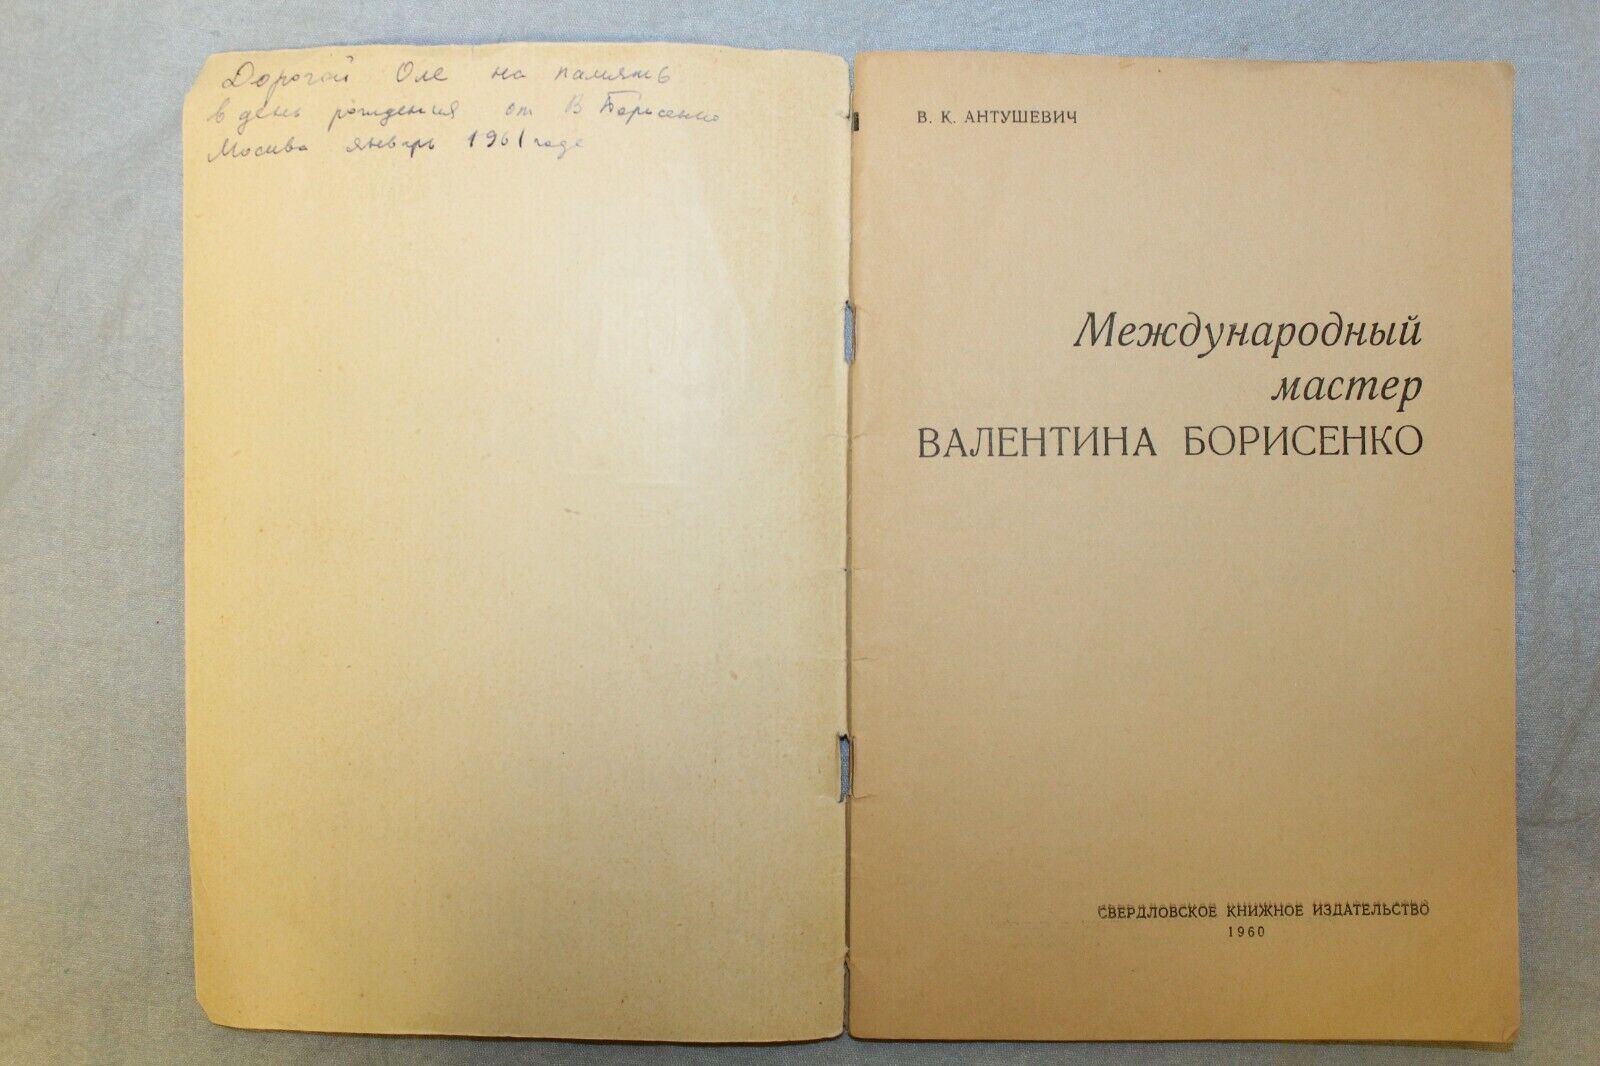 Дорогой Оле на память
в день рождения от В Борисенко
Москва январь 1961 годе
В. К. АНТУШЕВИЧ
Международный
мастер
ВАЛЕНТИНА БОРИСЕНКО
СВЕРДЛОВСКОЕ КНИЖНОЕ ИЗДАТЕЛЬСТВО
1960